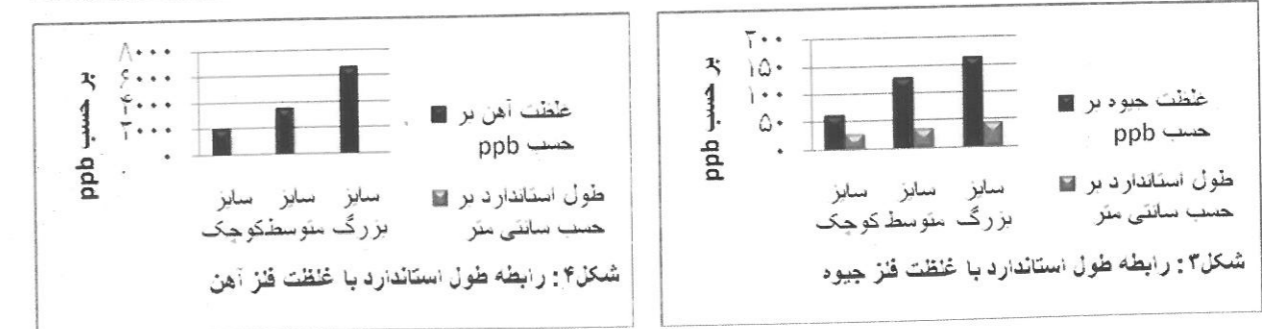 ۲۰۰
۱۵۰
۱۰۰
۵۰
۰
بر حسب ppb
غلظت جیوه بر
حسب ppb
طول استاندارد بر
حسب سانتی متر
سایز سایز سایز
کوچک متوسط بزرگ
شکل۳: رابطه طول استاندارد با غلظت فلز جیوه
۸۰۰۰
۶۰۰۰
۴۰۰۰
۲۰۰۰
۰
بر حسب ppb
غلظت آهن بر
حسب ppb
طول استاندارد بر
حسب سانتی متر
سایز سایز سایز
کوچک متوسط بزرگ
شکل۴: رابطه طول استاندارد با غلظت فلز آهن